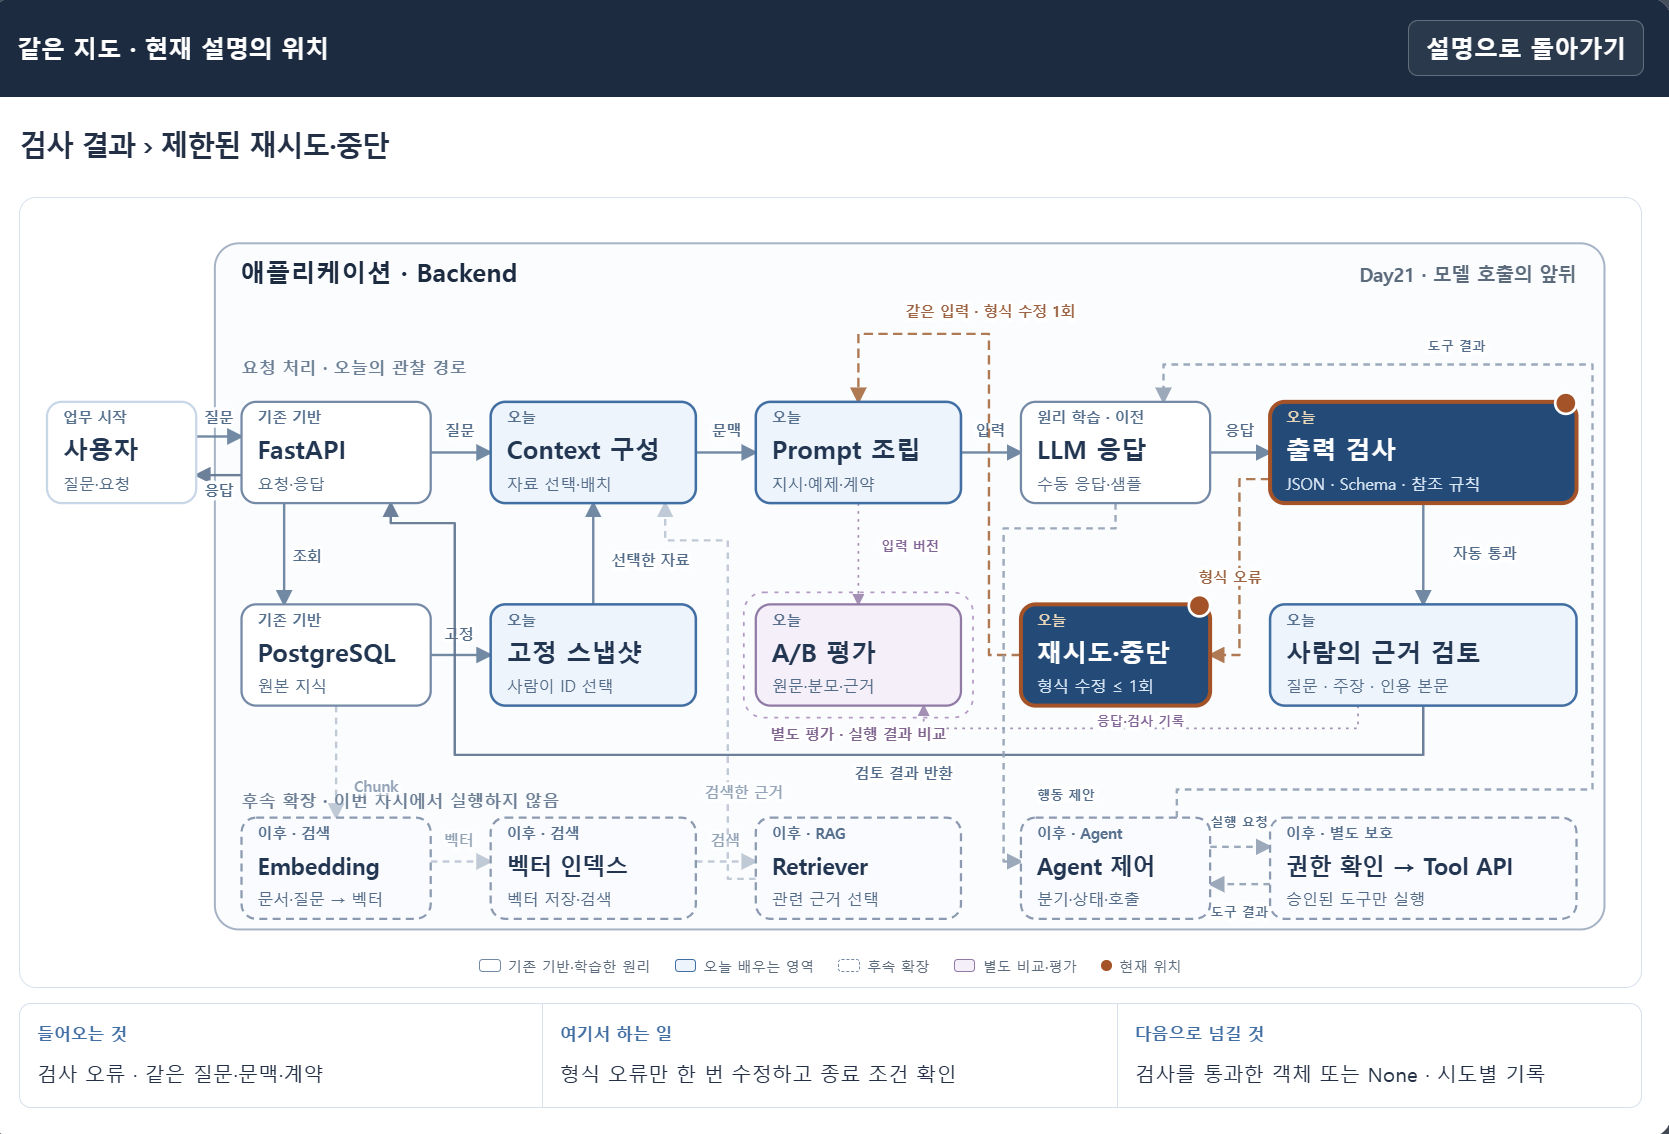 같은 지도 · 현재 설명의 위치
설명으로 돌아가기
검사 결과 › 제한된 재시도·중단
애플리케이션 · Backend
Day21 · 모델 호출의 앞뒤
같은 입력 · 형식 수정 1회
도구 결과
요청 처리 · 오늘의 관찰 경로
업무 시작
사용자
질문·요청
질문
응답
기존 기반
FastAPI
요청·응답
질문
오늘
Context 구성
자료 선택·배치
문맥
오늘
Prompt 조립
지시·예제·계약
입력
원리 학습 · 이전
LLM 응답
수동 응답·샘플
응답
오늘
출력 검사
JSON · Schema · 참조 규칙
조회
선택한 자료
입력 버전
형식 오류
자동 통과
기존 기반
PostgreSQL
원본 지식
고정
오늘
고정 스냅샷
사람이 ID 선택
오늘
A/B 평가
원문·분모·근거
별도 평가 · 실행 결과 비교
오늘
재시도·중단
형식 수정 ≤ 1회
응답·검사 기록
오늘
사람의 근거 검토
질문 · 주장 · 인용 본문
검토 결과 반환
Chunk
후속 확장 · 이번 차시에서 실행하지 않음
검색한 근거
행동 제안
이후 · 검색
Embedding
문서·질문 → 벡터
벡터
이후 · 검색
벡터 인덱스
벡터 저장·검색
검색
이후 · RAG
Retriever
관련 근거 선택
이후 · Agent
Agent 제어
분기·상태·호출
실행 요청
도구 결과
이후 · 별도 보호
권한 확인 → Tool API
승인된 도구만 실행
기존 기반·학습한 원리
오늘 배우는 영역
후속 확장
별도 비교·평가
현재 위치
들어오는 것
검사 오류 · 같은 질문·문맥·계약
여기서 하는 일
형식 오류만 한 번 수정하고 종료 조건 확인
다음으로 넘길 것
검사를 통과한 객체 또는 None · 시도별 기록